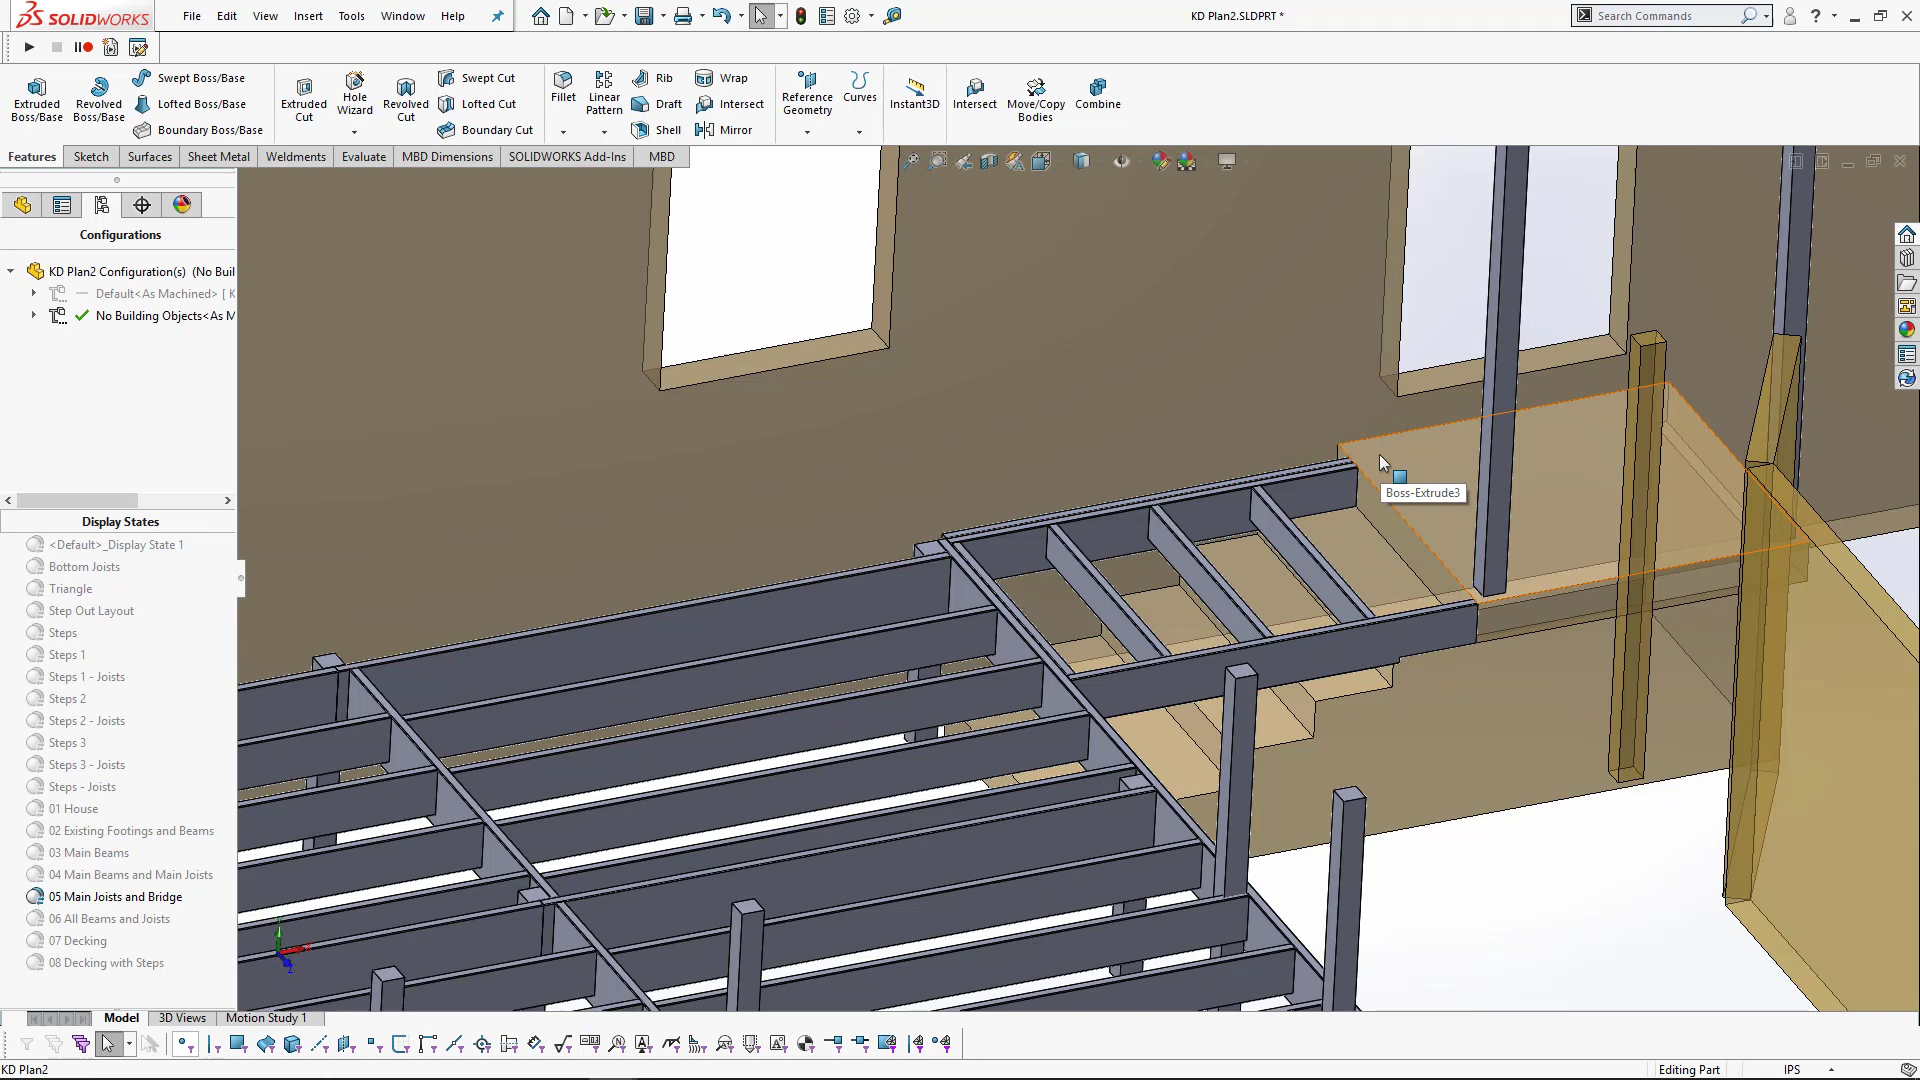 SOLIDWORKS
File Edit View Insert Tools Window Help
KD Plan2.SLDPRT *
Search Commands
Extruded Boss/Base
Revolved Boss/Base
Swept Boss/Base
Lofted Boss/Base
Boundary Boss/Base
Extruded Cut
Hole Wizard
Revolved Cut
Swept Cut
Lofted Cut
Boundary Cut
Fillet
Linear Pattern
Rib
Draft
Shell
Wrap
Intersect
Mirror
Reference Geometry
Curves
Instant3D
Intersect
Move/Copy Bodies
Combine
Features Sketch Surfaces Sheet Metal Weldments Evaluate MBD Dimensions SOLIDWORKS Add-Ins MBD
Configurations
KD Plan2 Configuration(s) (No Buil
Default<As Machined> [ K
No Building Objects<As M
Display States
<Default>_Display State 1
Bottom Joists
Triangle
Step Out Layout
Steps
Steps 1
Steps 1 - Joists
Steps 2
Steps 2 - Joists
Steps 3
Steps 3 - Joists
Steps - Joists
01 House
02 Existing Footings and Beams
03 Main Beams
04 Main Beams and Main Joists
05 Main Joists and Bridge
06 All Beams and Joists
07 Decking
08 Decking with Steps
Boss-Extrude3
Model 3D Views Motion Study 1
KD Plan2
Editing Part
IPS